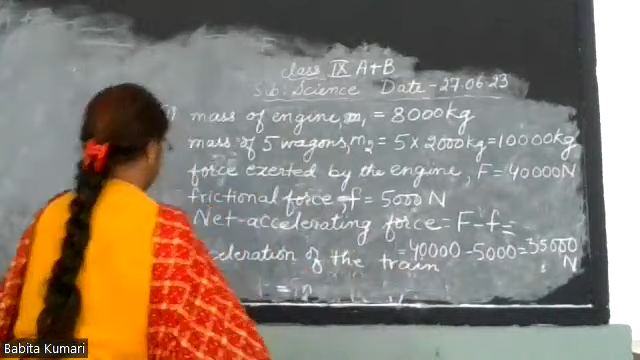 Class IX A+B
Sub: Science Date - 27.06.23
mass of engine, m₁ = 8000kg
mass of 5 wagons, m₂ = 5 × 2000kg = 10000kg
force exerted by the engine, F = 40000N
frictional force, f = 5000 N
Net accelerating force = F - f =
= 40000 - 5000 = 35000 N
of the train
Babita Kumari